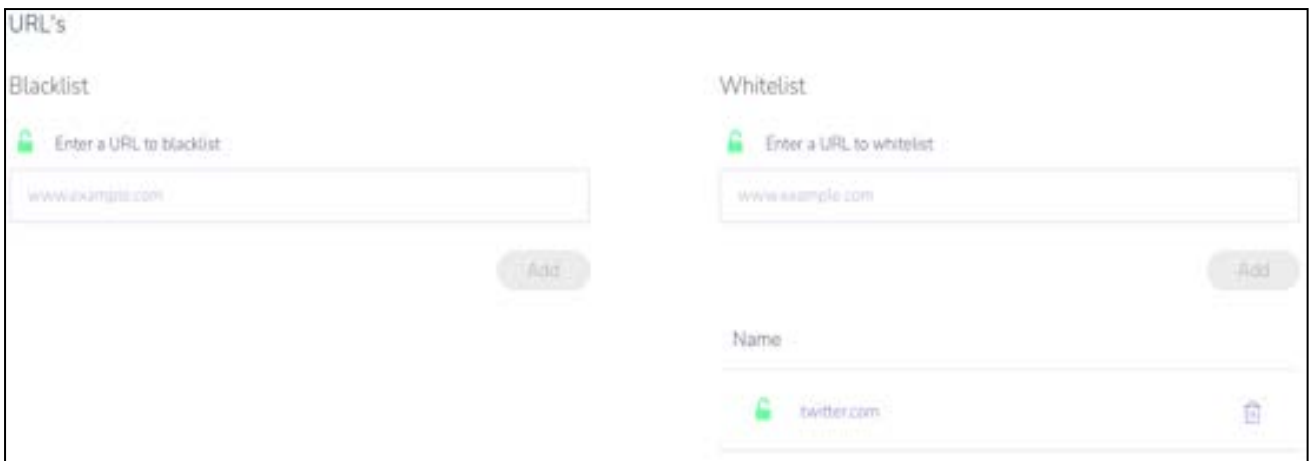 URL's
Blacklist
Enter a URL to blacklist
www.example.com
Add
Whitelist
Enter a URL to whitelist
www.example.com
Add
Name
twitter.com